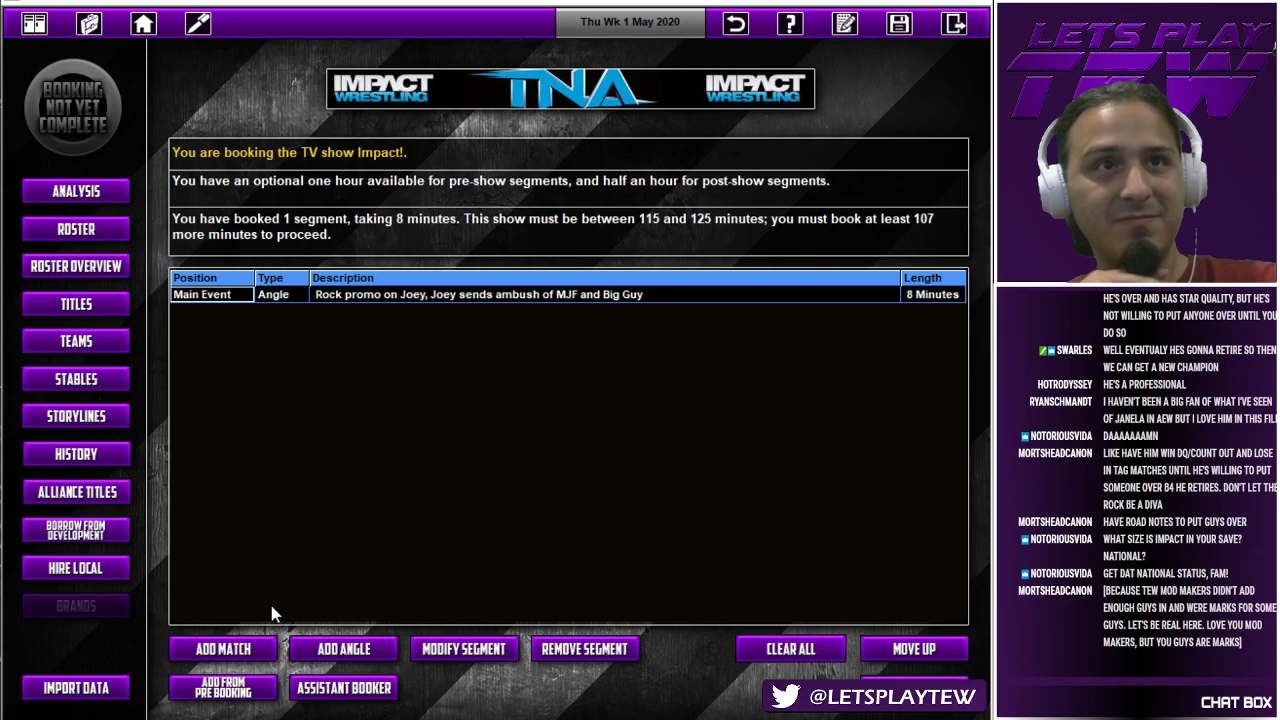 Thu Wk 1 May 2020
LETS PLAY
TEW
BOOKING
NOT YET
COMPLETE
IMPACT
WRESTLING
TNA
IMPACT
WRESTLING
You are booking the TV show Impact!.
You have an optional one hour available for pre-show segments, and half an hour for post-show segments.
You have booked 1 segment, taking 8 minutes. This show must be between 115 and 125 minutes; you must book at least 107
more minutes to proceed.
Position Type Description Length
Main Event Angle Rock promo on Joey, Joey sends ambush of MJF and Big Guy 8 Minutes
ANALYSIS
ROSTER
ROSTER OVERVIEW
TITLES
TEAMS
STABLES
STORYLINES
HISTORY
ALLIANCE TITLES
BORROW FROM
DEVELOPMENT
HIRE LOCAL
BRANDS
IMPORT DATA
ADD MATCH
ADD ANGLE
MODIFY SEGMENT
REMOVE SEGMENT
CLEAR ALL
MOVE UP
ADD FROM
PRE BOOKING
ASSISTANT BOOKER
@LETSPLAYTEW
HE'S OVER AND HAS STAR QUALITY, BUT HE'S
NOT WILLING TO PUT ANYONE OVER UNTIL YOU
DO SO
SWARLES WELL EVENTUALY HES GONNA RETIRE SO THEN
WE CAN GET A NEW CHAMPION
HOTRODYSSEY HE'S A PROFESSIONAL
RYANSCHMANDT I HAVEN'T BEEN A BIG FAN OF WHAT I'VE SEEN
OF JANELA IN AEW BUT I LOVE HIM IN THIS FIL
NOTORIOUSVIDA DAAAAAAMN
MORTSHEADCANON LIKE HAVE HIM WIN DQ/COUNT OUT AND LOSE
IN TAG MATCHES UNTIL HE'S WILLING TO PUT
SOMEONE OVER B4 HE RETIRES. DON'T LET THE
ROCK BE A DIVA
MORTSHEADCANON HAVE ROAD NOTES TO PUT GUYS OVER
NOTORIOUSVIDA WHAT SIZE IS IMPACT IN YOUR SAVE?
NATIONAL?
NOTORIOUSVIDA GET DAT NATIONAL STATUS, FAM!
MORTSHEADCANON [BECAUSE TEW MOD MAKERS DIDN'T ADD
ENOUGH GUYS IN AND WERE MARKS FOR SOME
GUYS. LET'S BE REAL HERE. LOVE YOU MOD
MAKERS, BUT YOU GUYS ARE MARKS]
CHAT BOX